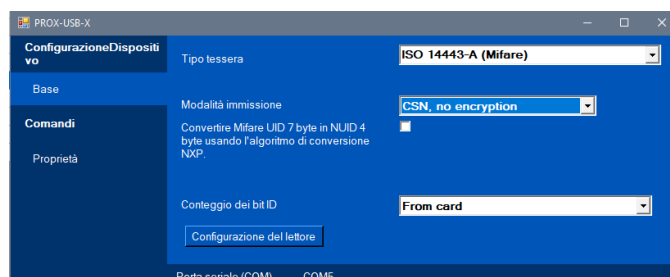 PROX-USB-X
ConfigurazioneDispositi
vo
Tipo tessera
ISO 14443-A (Mifare)
Base
Modalità immissione
CSN, no encryption
Comandi
Convertire Mifare UID 7 byte in NUID 4
byte usando l'algoritmo di conversione
NXP.
Proprietà
Conteggio dei bit ID
From card
Configurazione del lettore
Porta seriale (COM)
COM5